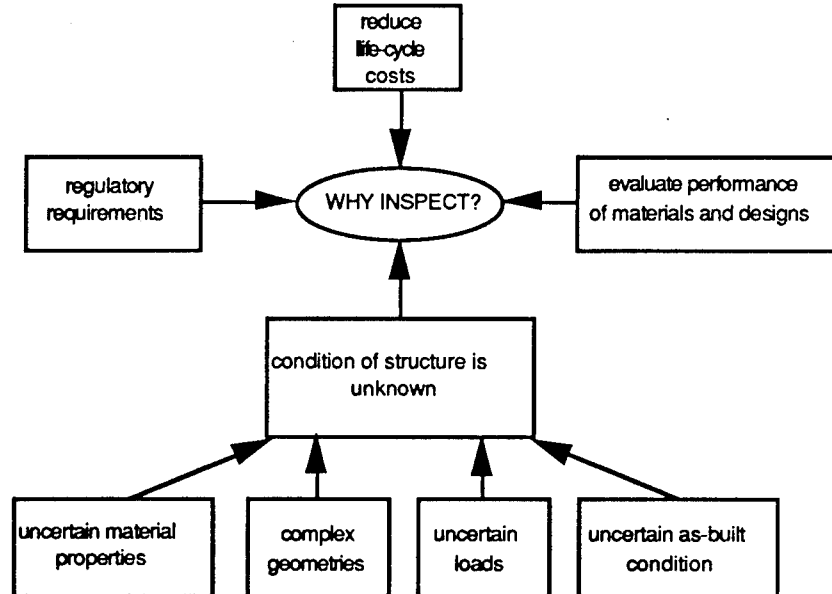 reduce
life-cycle
costs
regulatory
requirements
WHY INSPECT?
evaluate performance
of materials and designs
condition of structure is
unknown
uncertain material
properties
complex
geometries
uncertain
loads
uncertain as-built
condition